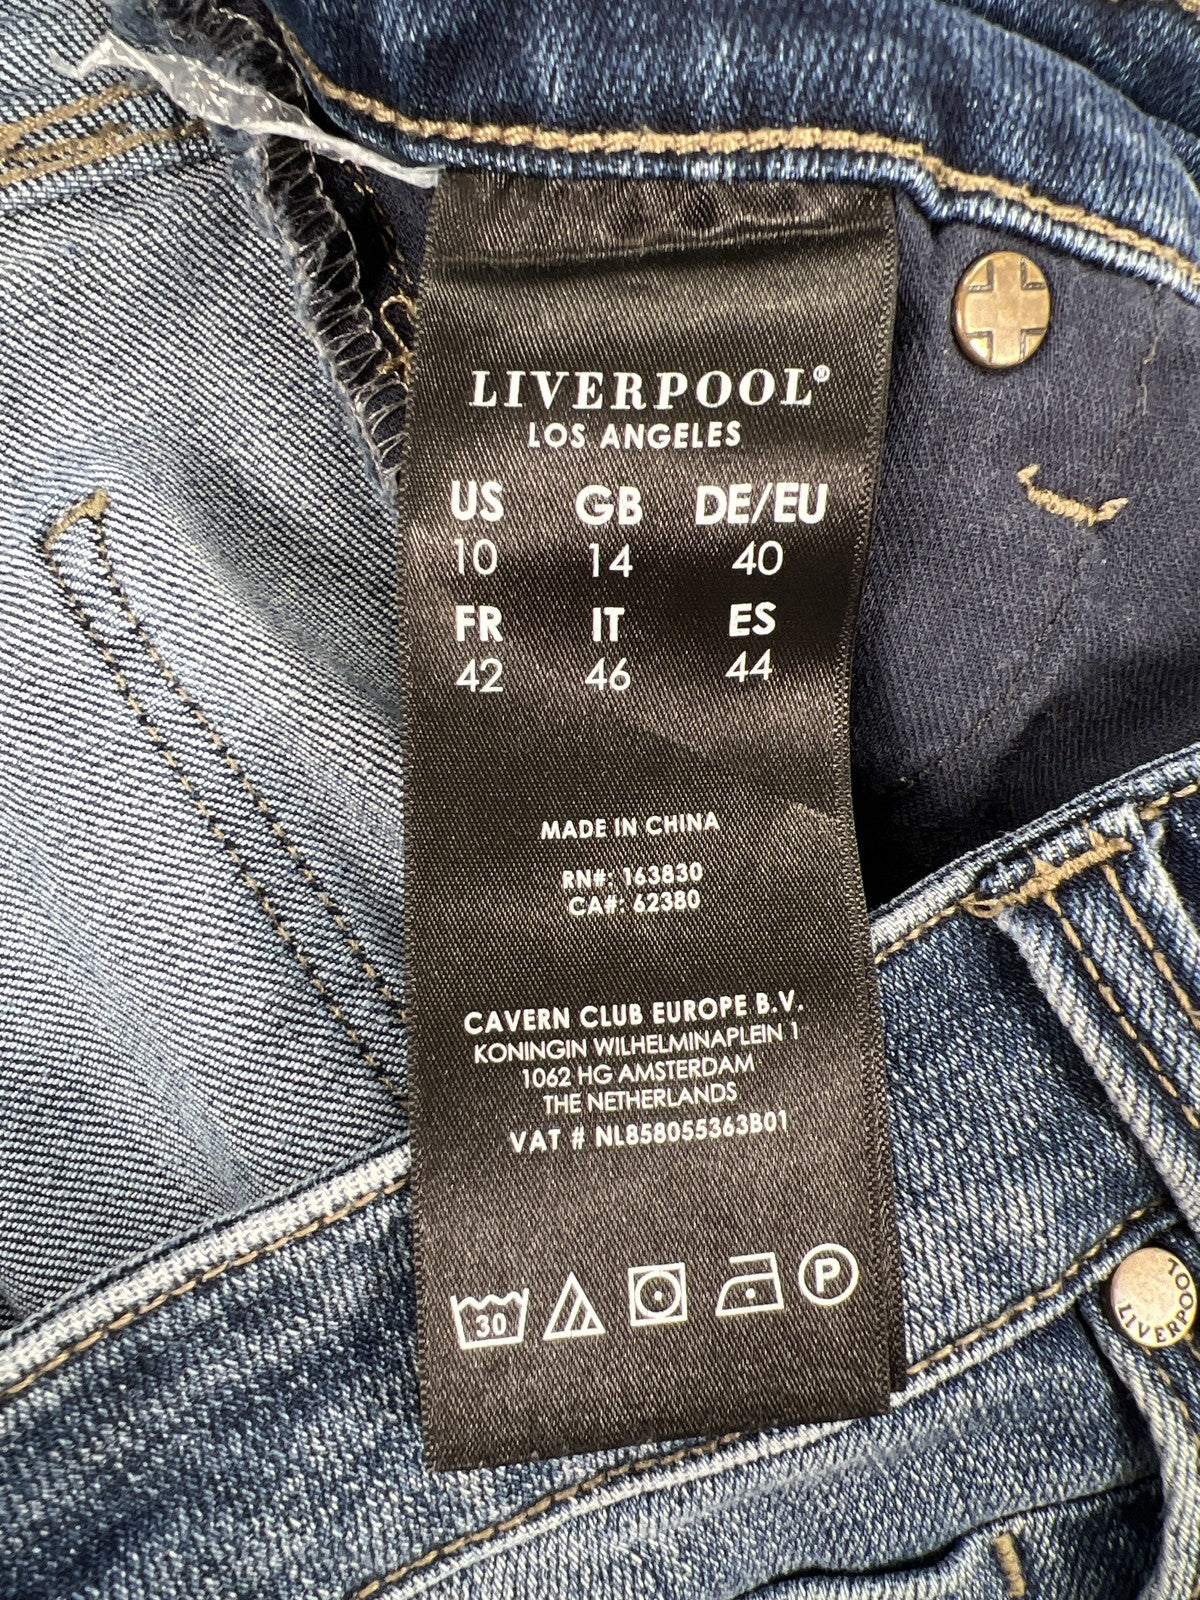 LIVERPOOL®
LOS ANGELES
US GB DE/EU
10 14 40
FR IT ES
42 46 44
MADE IN CHINA
RN#: 163830
CA#: 62380
CAVERN CLUB EUROPE B.V.
KONINGIN WILHELMINAPLEIN 1
1062 HG AMSTERDAM
THE NETHERLANDS
VAT # NL858055363B01
30 P
LIVERPOOL